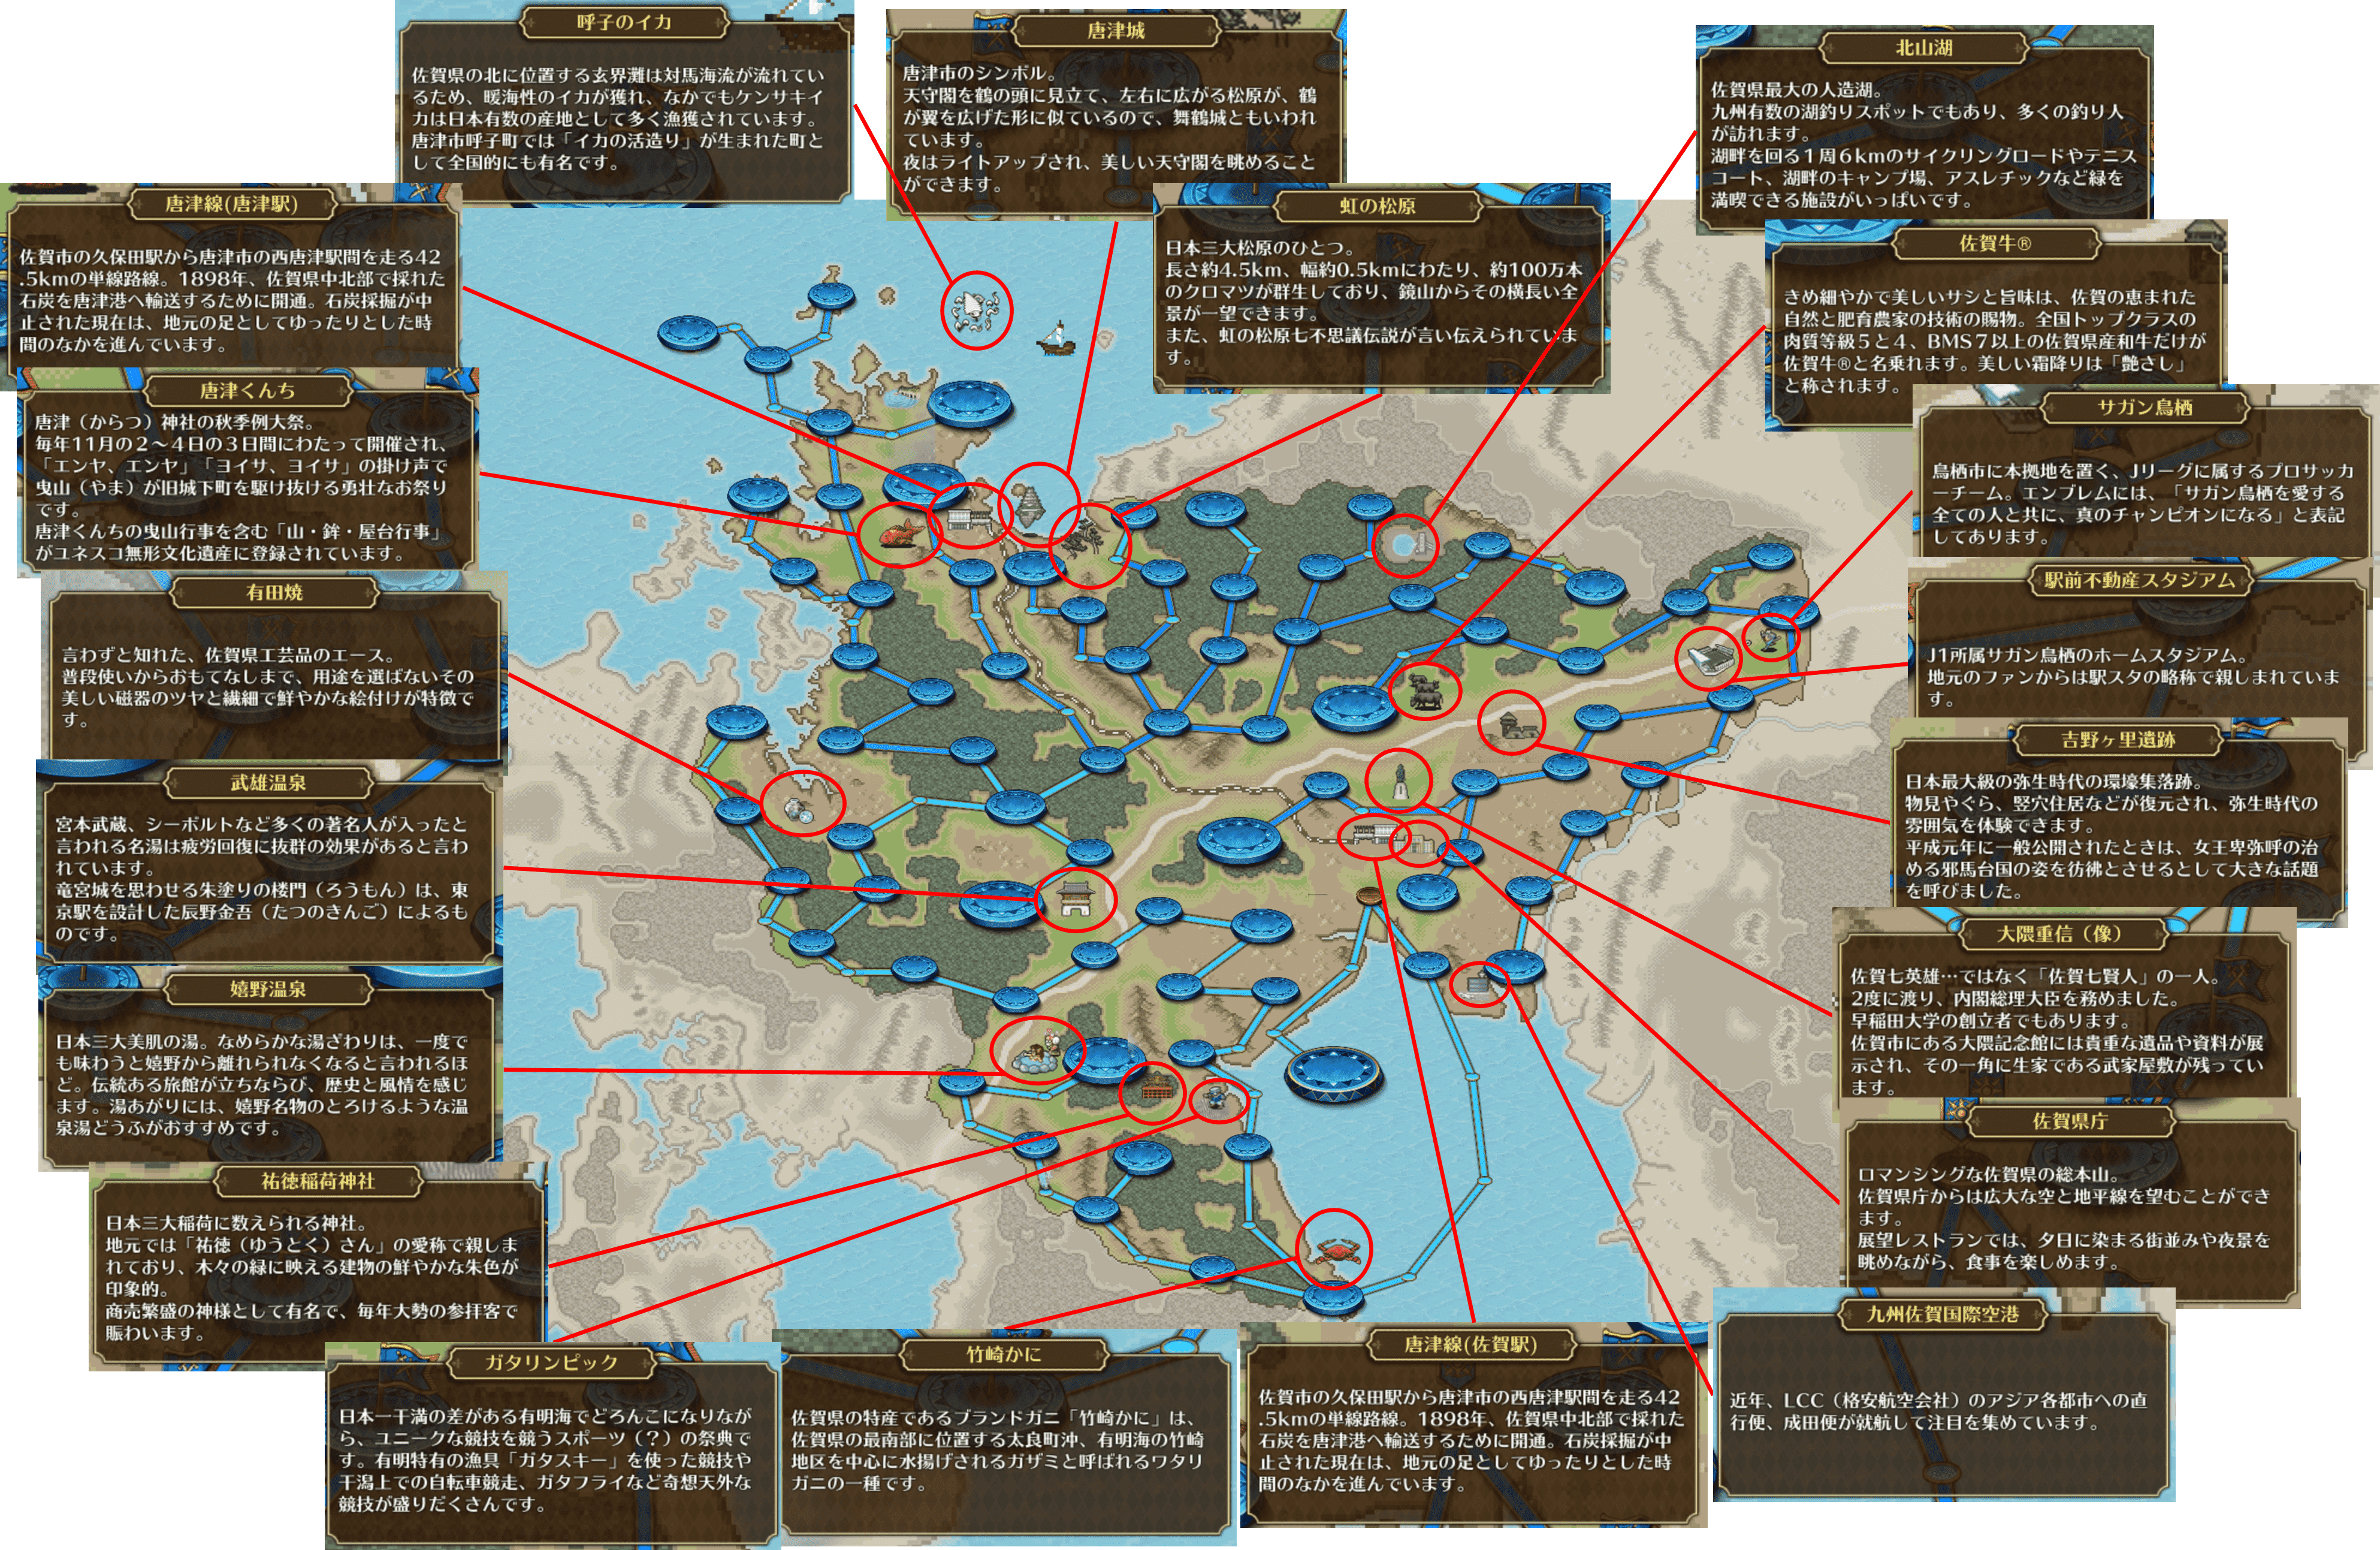 呼子のイカ
佐賀県の北に位置する玄界灘は対馬海流が流れてい
るため、暖海性のイカが獲れ、なかでもケンサキイ
カは日本有数の産地として多く漁獲されています。
唐津市呼子町では「イカの活造り」が生まれた町と
して全国的にも有名です。
唐津城
唐津市のシンボル。
天守閣を鶴の頭に見立て、左右に広がる松原が、鶴
が翼を広げた形に似ているので、舞鶴城ともいわれ
ています。
夜はライトアップされ、美しい天守閣を眺めること
ができます。
虹の松原
日本三大松原のひとつ。
長さ約4.5km、幅約0.5kmにわたり、約100万本
のクロマツが群生しており、鏡山からその横長い全
景が一望できます。
また、虹の松原七不思議伝説が言い伝えられていま
す。
北山湖
佐賀県最大の人造湖。
九州有数の湖釣りスポットでもあり、多くの釣り人
が訪れます。
湖畔を回る1周6kmのサイクリングロードやテニス
コート、湖畔のキャンプ場、アスレチックなど緑を
満喫できる施設がいっぱいです。
佐賀牛®
きめ細やかで美しいサシと旨味は、佐賀の恵まれた
自然と肥育農家の技術の賜物。全国トップクラスの
肉質等級5と4、BMS7以上の佐賀県産和牛だけが
佐賀牛®と名乗れます。美しい霜降りは「艶さし」
と称されます。
サガン鳥栖
鳥栖市に本拠地を置く、Jリーグに属するプロサッカ
ーチーム。エンブレムには、「サガン鳥栖を愛する
全ての人と共に、真のチャンピオンになる」と表記
してあります。
駅前不動産スタジアム
J1所属サガン鳥栖のホームスタジアム。
地元のファンからは駅スタの略称で親しまれていま
す。
吉野ヶ里遺跡
日本最大級の弥生時代の環壕集落跡。
物見やぐら、竪穴住居などが復元され、弥生時代の
雰囲気を体験できます。
平成元年に一般公開されたときは、女王卑弥呼の治
める邪馬台国の姿を彷彿とさせるとして大きな話題
を呼びました。
大隈重信（像）
佐賀七英雄…ではなく「佐賀七賢人」の一人。
2度に渡り、内閣総理大臣を務めました。
早稲田大学の創立者でもあります。
佐賀市にある大隈記念館には貴重な遺品や資料が展
示され、その一角に生家である武家屋敷が残ってい
ます。
佐賀県庁
ロマンシングな佐賀県の総本山。
佐賀県庁からは広大な空と地平線を望むことができ
ます。
展望レストランでは、夕日に染まる街並みや夜景を
眺めながら、食事を楽しめます。
九州佐賀国際空港
近年、LCC（格安航空会社）のアジア各都市への直
行便、成田便が就航して注目を集めています。
唐津線(唐津駅)
佐賀市の久保田駅から唐津市の西唐津駅間を走る42
.5kmの単線路線。1898年、佐賀県中北部で採れた
石炭を唐津港へ輸送するために開通。石炭採掘が中
止された現在は、地元の足としてゆったりとした時
間のなかを進んでいます。
唐津くんち
唐津（からつ）神社の秋季例大祭。
毎年11月の2〜4日の3日間にわたって開催され、
「エンヤ、エンヤ」「ヨイサ、ヨイサ」の掛け声で
曳山（やま）が旧城下町を駆け抜ける勇壮なお祭り
です。
唐津くんちの曳山行事を含む「山・鉾・屋台行事」
がユネスコ無形文化遺産に登録されています。
有田焼
言わずと知れた、佐賀県工芸品のエース。
普段使いからおもてなしまで、用途を選ばないその
美しい磁器のツヤと繊細で鮮やかな絵付けが特徴で
す。
武雄温泉
宮本武蔵、シーボルトなど多くの著名人が入ったと
言われる名湯は疲労回復に抜群の効果があると言わ
れています。
竜宮城を思わせる朱塗りの楼門（ろうもん）は、東
京駅を設計した辰野金吾（たつのきんご）によるも
のです。
嬉野温泉
日本三大美肌の湯。なめらかな湯ざわりは、一度で
も味わうと嬉野から離れられなくなると言われるほ
ど。伝統ある旅館が立ちならび、歴史と風情を感じ
ます。湯あがりには、嬉野名物のとろけるような温
泉湯どうふがおすすめです。
祐徳稲荷神社
日本三大稲荷に数えられる神社。
地元では「祐徳（ゆうとく）さん」の愛称で親しま
れており、木々の緑に映える建物の鮮やかな朱色が
印象的。
商売繁盛の神様として有名で、毎年大勢の参拝客で
賑わいます。
ガタリンピック
日本一干満の差がある有明海でどろんこになりなが
ら、ユニークな競技を競うスポーツ（？）の祭典で
す。有明特有の漁具「ガタスキー」を使った競技や
干潟上での自転車競走、ガタフライなど奇想天外な
競技が盛りだくさんです。
竹崎かに
佐賀県の特産であるブランドガニ「竹崎かに」は、
佐賀県の最南部に位置する太良町沖、有明海の竹崎
地区を中心に水揚げされるガザミと呼ばれるワタリ
ガニの一種です。
唐津線(佐賀駅)
佐賀市の久保田駅から唐津市の西唐津駅間を走る42
.5kmの単線路線。1898年、佐賀県中北部で採れた
石炭を唐津港へ輸送するために開通。石炭採掘が中
止された現在は、地元の足としてゆったりとした時
間のなかを進んでいます。